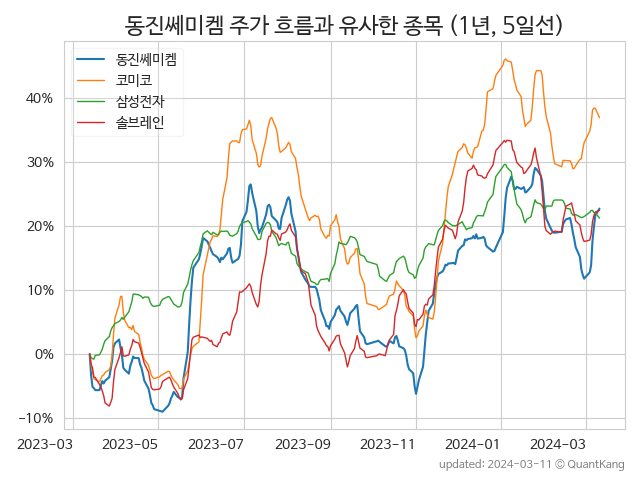 동진쎄미켐 주가 흐름과 유사한 종목 (1년, 5일선)
동진쎄미켐
코미코
삼성전자
솔브레인
40%
30%
20%
10%
0%
−10%
2023-03 2023-05 2023-07 2023-09 2023-11 2024-01 2024-03
updated: 2024-03-11 © QuantKang